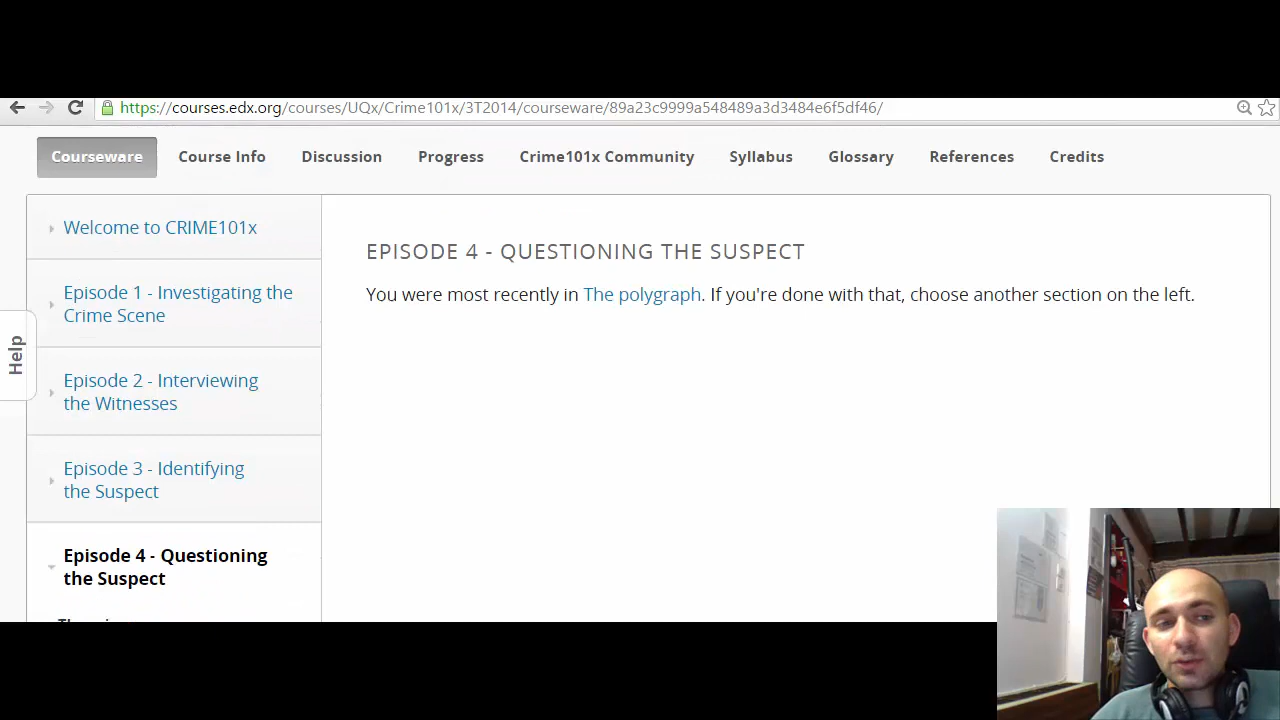 https://courses.edx.org/courses/UQx/Crime101x/3T2014/courseware/89a23c9999a548489a3d3484e6f5df46/
Courseware Course Info Discussion Progress Crime101x Community Syllabus Glossary References Credits
Welcome to CRIME101x
Episode 1 - Investigating the
Crime Scene
Episode 2 - Interviewing
the Witnesses
Episode 3 - Identifying
the Suspect
Episode 4 - Questioning
the Suspect
Help
EPISODE 4 - QUESTIONING THE SUSPECT
You were most recently in The polygraph. If you're done with that, choose another section on the left.